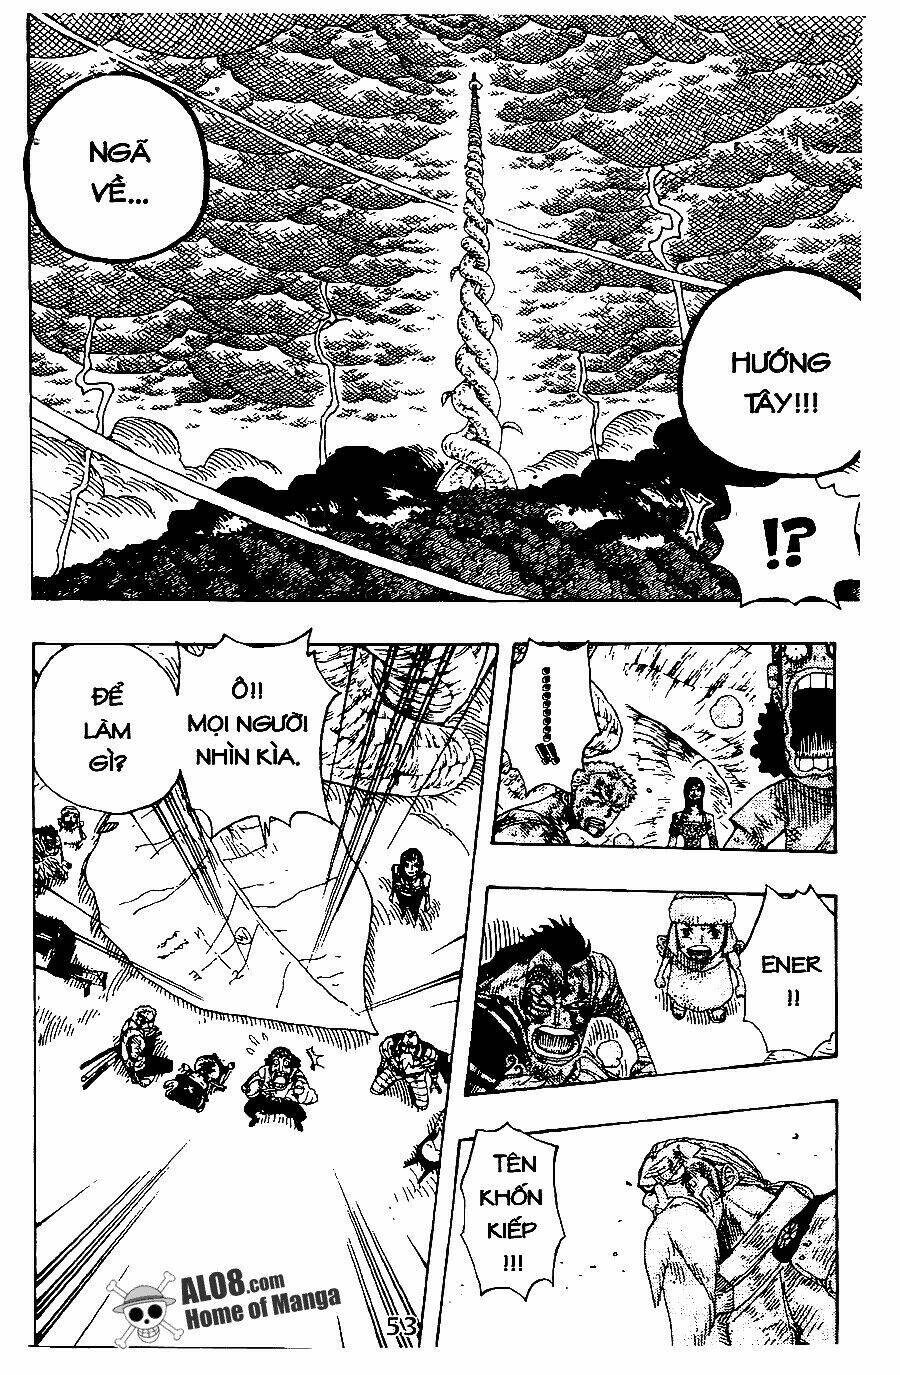 NGÃ
VỀ...
HƯỚNG
TÂY!!!
!?
ĐỂ
LÀM
GÌ?
Ô!!
MỌI NGƯỜI
NHÌN KÌA.
ENER
!!
TÊN
KHỐN
KIẾP
!!!
AL08.com
Home of Manga
53